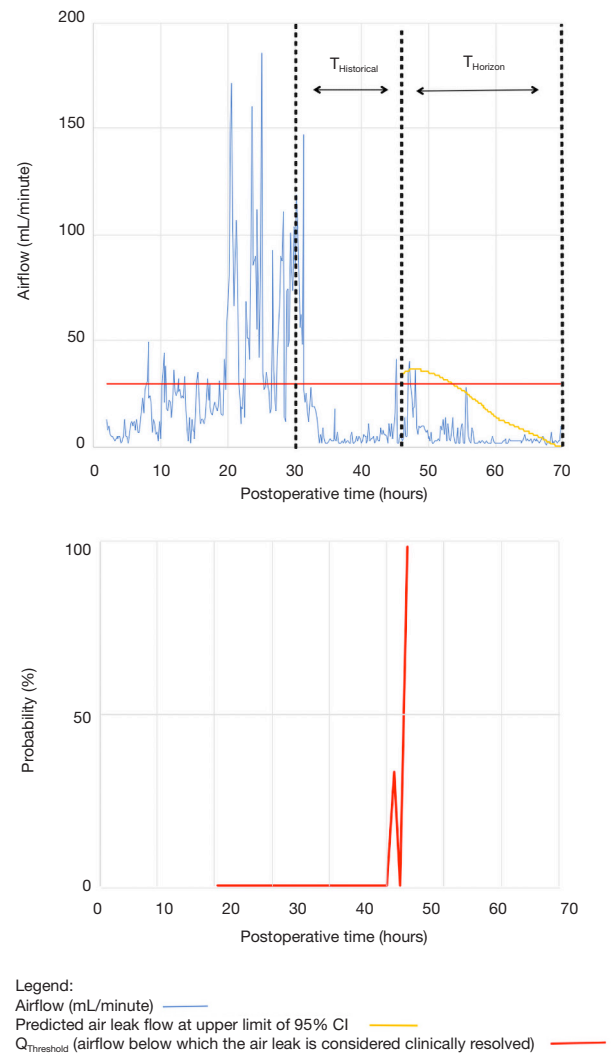 200
150
100
50
0
Airflow (mL/minute)
T Historical
T Horizon
0 10 20 30 40 50 60 70
Postoperative time (hours)
100
50
0
Probability (%)
0 10 20 30 40 50 60 70
Postoperative time (hours)
Legend:
Airflow (mL/minute)
Predicted air leak flow at upper limit of 95% CI
QThreshold (airflow below which the air leak is considered clinically resolved)